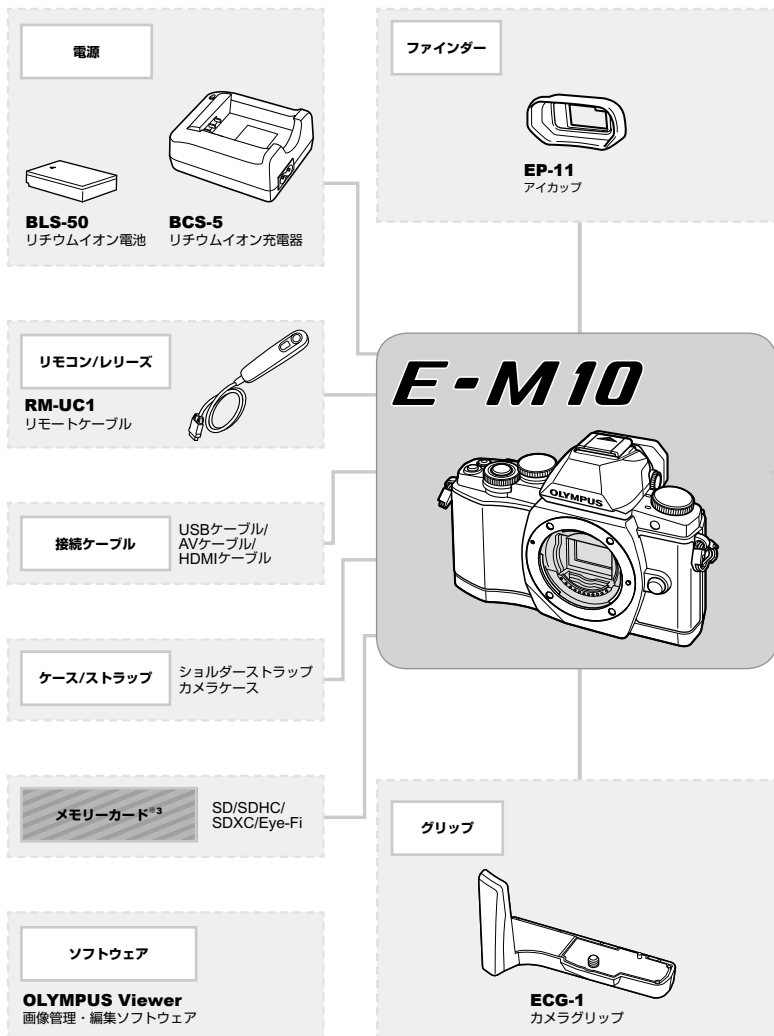 電源
BLS-50
リチウムイオン電池
BCS-5
リチウムイオン充電器
ファインダー
EP-11
アイカップ
リモコン/レリーズ
RM-UC1
リモートケーブル
E-M10
OLYMPUS
接続ケーブル
USBケーブル/
AVケーブル/
HDMIケーブル
ケース/ストラップ
ショルダーストラップ
カメラケース
メモリーカード※3
SD/SDHC/
SDXC/Eye-Fi
グリップ
ECG-1
カメラグリップ
ソフトウェア
OLYMPUS Viewer
画像管理・編集ソフトウェア